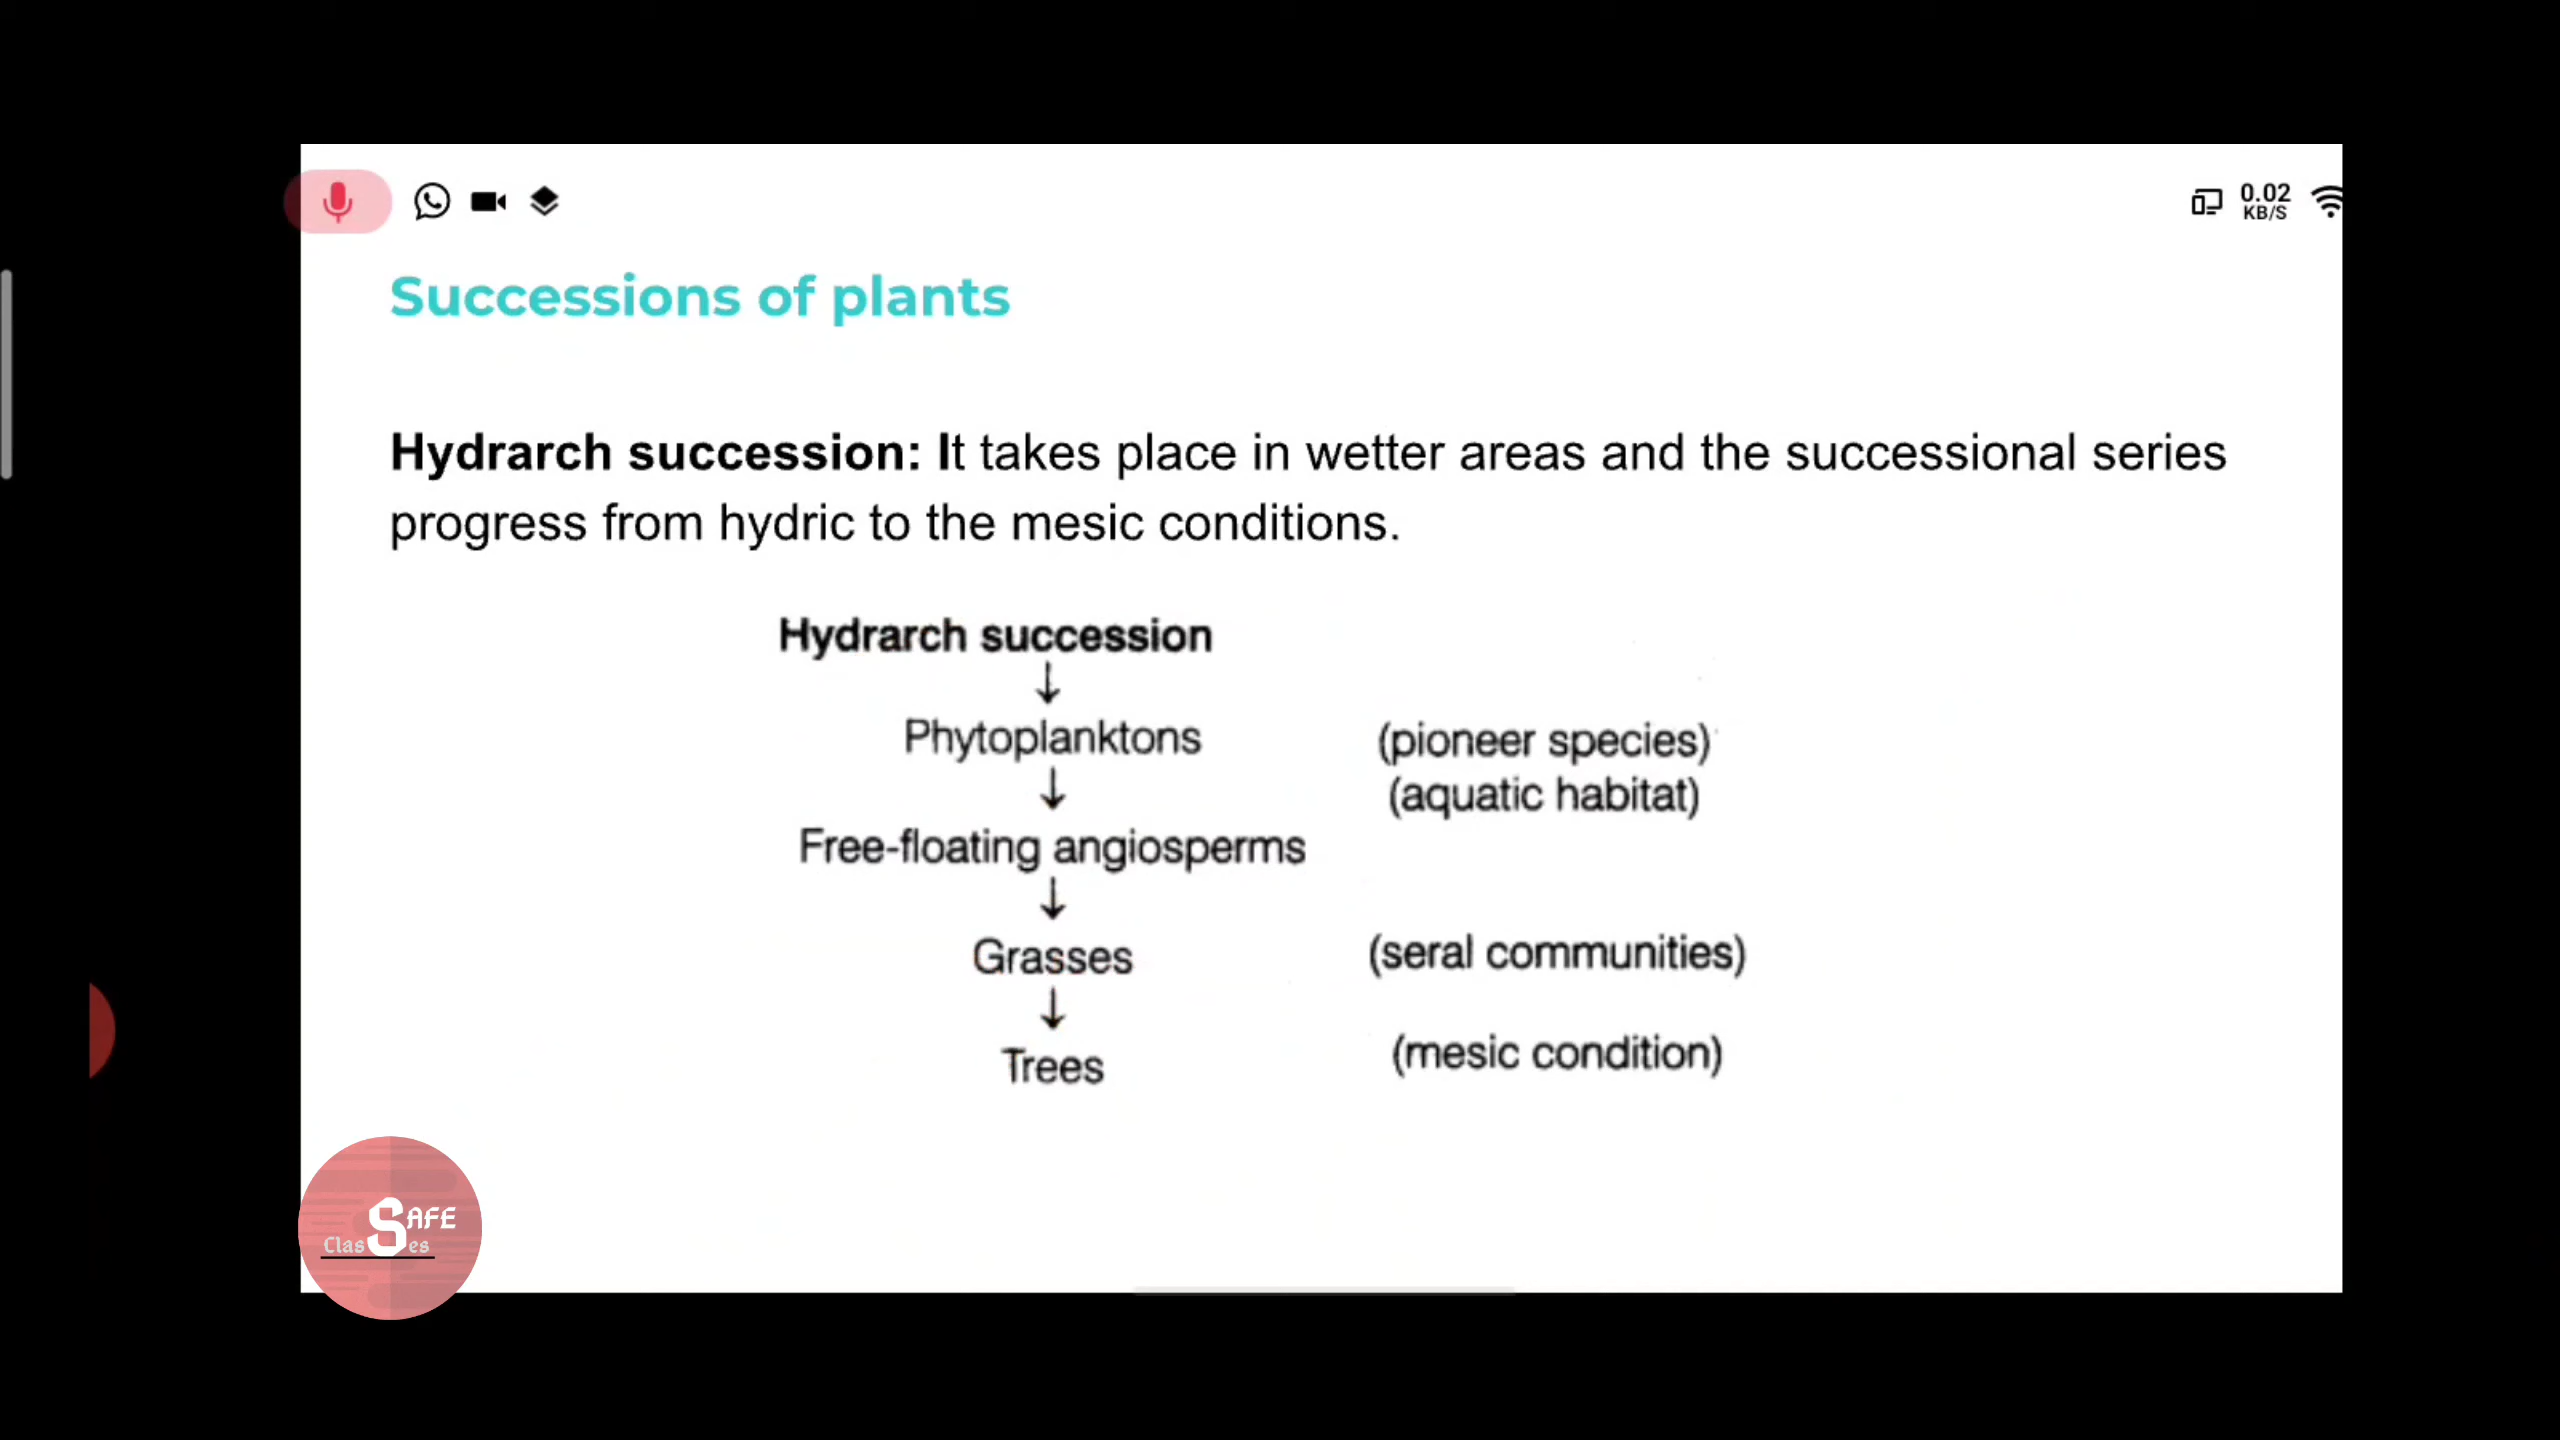 0.02
KB/S
Successions of plants
Hydrarch succession: It takes place in wetter areas and the successional series
progress from hydric to the mesic conditions.
Hydrarch succession
↓
Phytoplanktons (pioneer species)
↓ (aquatic habitat)
Free-floating angiosperms
↓
Grasses (seral communities)
↓
Trees (mesic condition)
SAFE
Classes